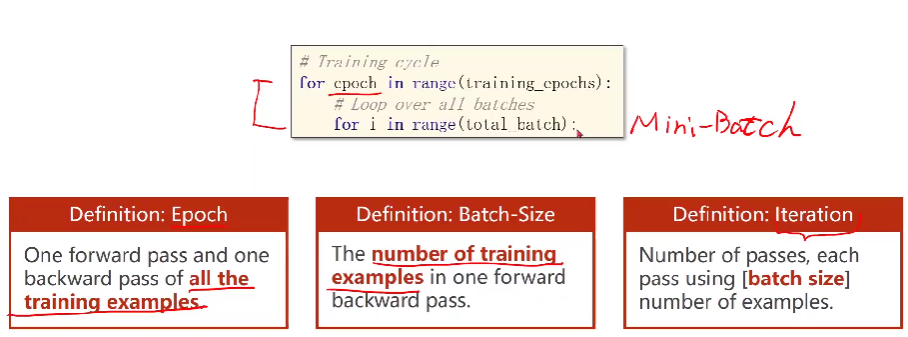 # Training cycle
for epoch in range(training_epochs):
# Loop over all batches
for i in range(total_batch):
Mini-Batch
Definition: Epoch
One forward pass and one
backward pass of all the
training examples.
Definition: Batch-Size
The number of training
examples in one forward
backward pass.
Definition: Iteration
Number of passes, each
pass using [batch size]
number of examples.